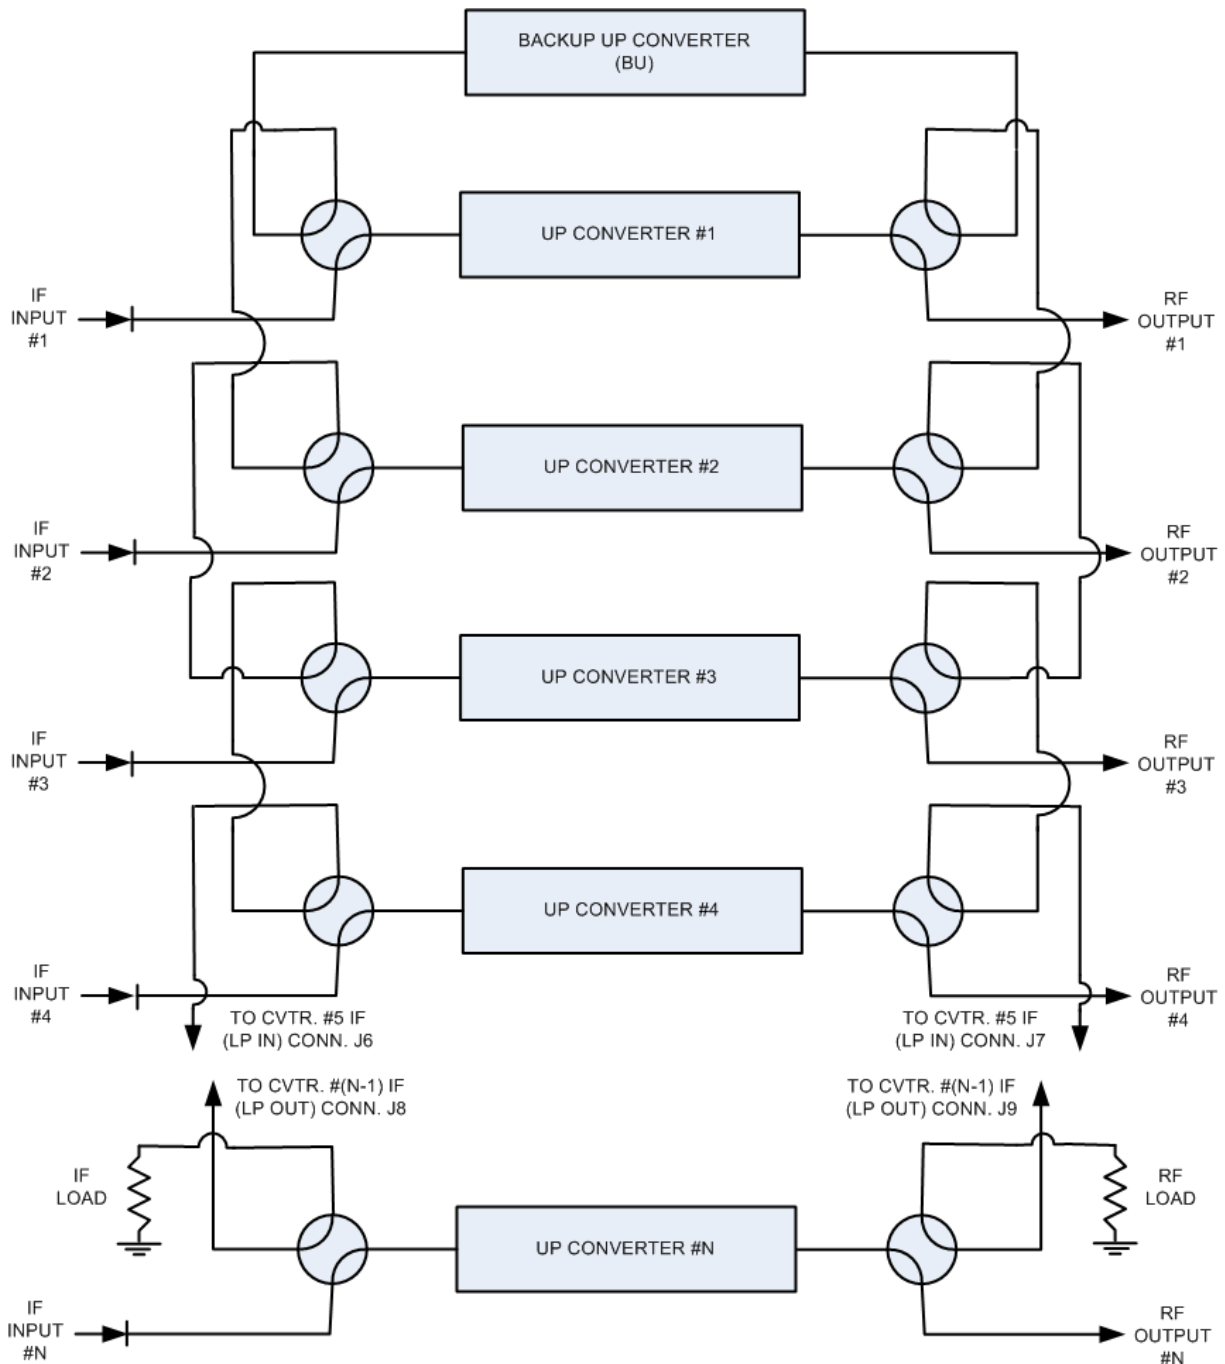 BACKUP UP CONVERTER
(BU)
UP CONVERTER #1
IF
INPUT
#1
RF
OUTPUT
#1
UP CONVERTER #2
IF
INPUT
#2
RF
OUTPUT
#2
UP CONVERTER #3
IF
INPUT
#3
RF
OUTPUT
#3
UP CONVERTER #4
IF
INPUT
#4
RF
OUTPUT
#4
TO CVTR. #5 IF
(LP IN) CONN. J6
TO CVTR. #5 IF
(LP IN) CONN. J7
TO CVTR. #(N-1) IF
(LP OUT) CONN. J8
TO CVTR. #(N-1) IF
(LP OUT) CONN. J9
IF
LOAD
RF
LOAD
UP CONVERTER #N
IF
INPUT
#N
RF
OUTPUT
#N